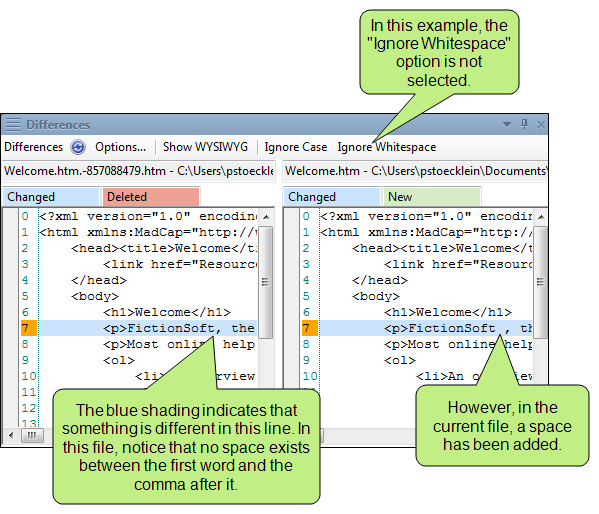 In this example, the
"Ignore Whitespace"
option is not
selected.
Differences
Differences Options... Show WYSIWYG Ignore Case Ignore Whitespace
Welcome.htm.-857088479.htm - C:\Users\pstoeckle
Changed Deleted
0 <?xml version="1.0" encodin
1 <html xmlns:MadCap="http://
2 <head><title>Welcome</ti
3 <link href="Resourc
4 </head>
5 <body>
6 <h1>Welcome</h1>
7 <p>FictionSoft, the
8 <p>Most online help
9 <ol>
10 <li>
11
12
13
Welcome.htm - C:\Users\pstoecklein\Documents\
Changed New
0 <?xml version="1.0" encodin
1 <html xmlns:MadCap="http://
2 <head><title>Welcome</t
3 <link href="Resourc
4 </head>
5 <body>
6 <h1>Welcome</h1>
7 <p>FictionSoft , th
8 <p>Most online help
9 <ol>
10 <li>An
11
12
The blue shading indicates that
something is different in this line. In
this file, notice that no space exists
between the first word and the
comma after it.
However, in the
current file, a space
has been added.